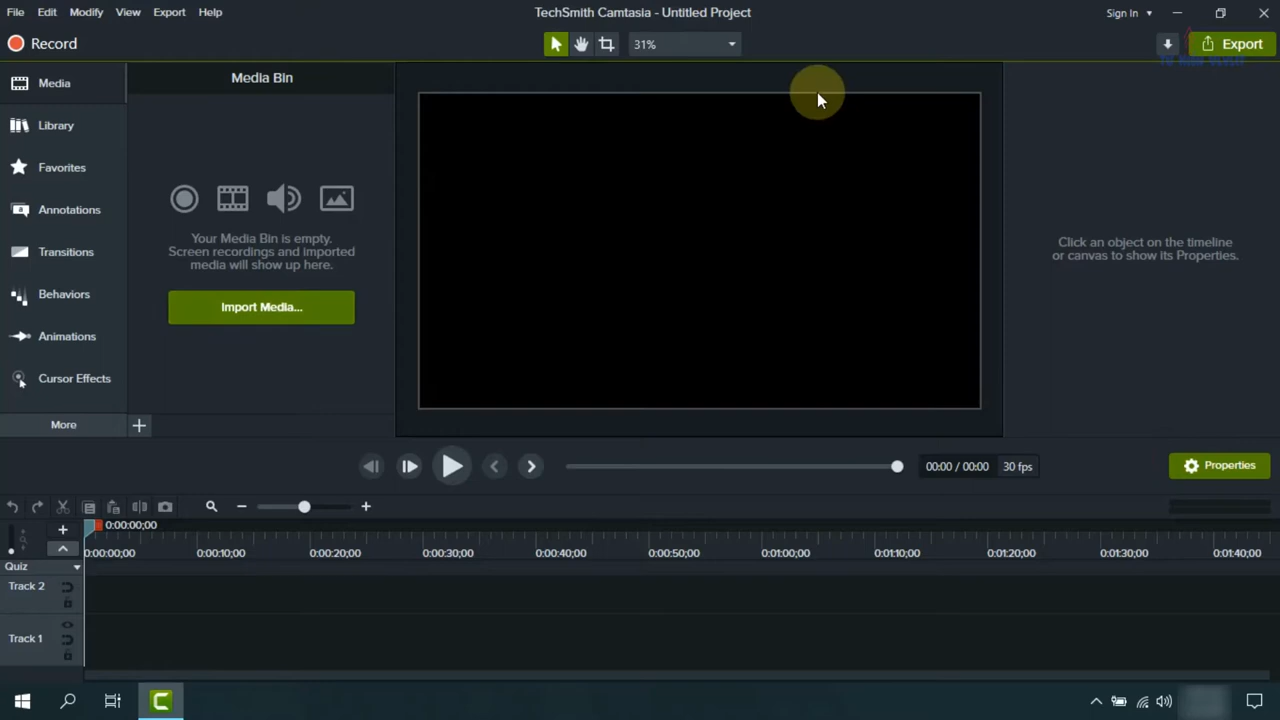 File Edit Modify View Export Help
TechSmith Camtasia - Untitled Project
Sign In
Record
31%
Export
Media
Library
Favorites
Annotations
Transitions
Behaviors
Animations
Cursor Effects
More
Media Bin
Your Media Bin is empty.
Screen recordings and imported
media will show up here.
Import Media...
Click an object on the timeline
or canvas to show its Properties.
00:00 / 00:00 30 fps
Properties
0:00:00;00
0:00:00;00 0:00:10;00 0:00:20;00 0:00:30;00 0:00:40;00 0:00:50;00 0:01:00;00 0:01:10;00 0:01:20;00 0:01:30;00 0:01:40;00
Quiz
Track 2
Track 1